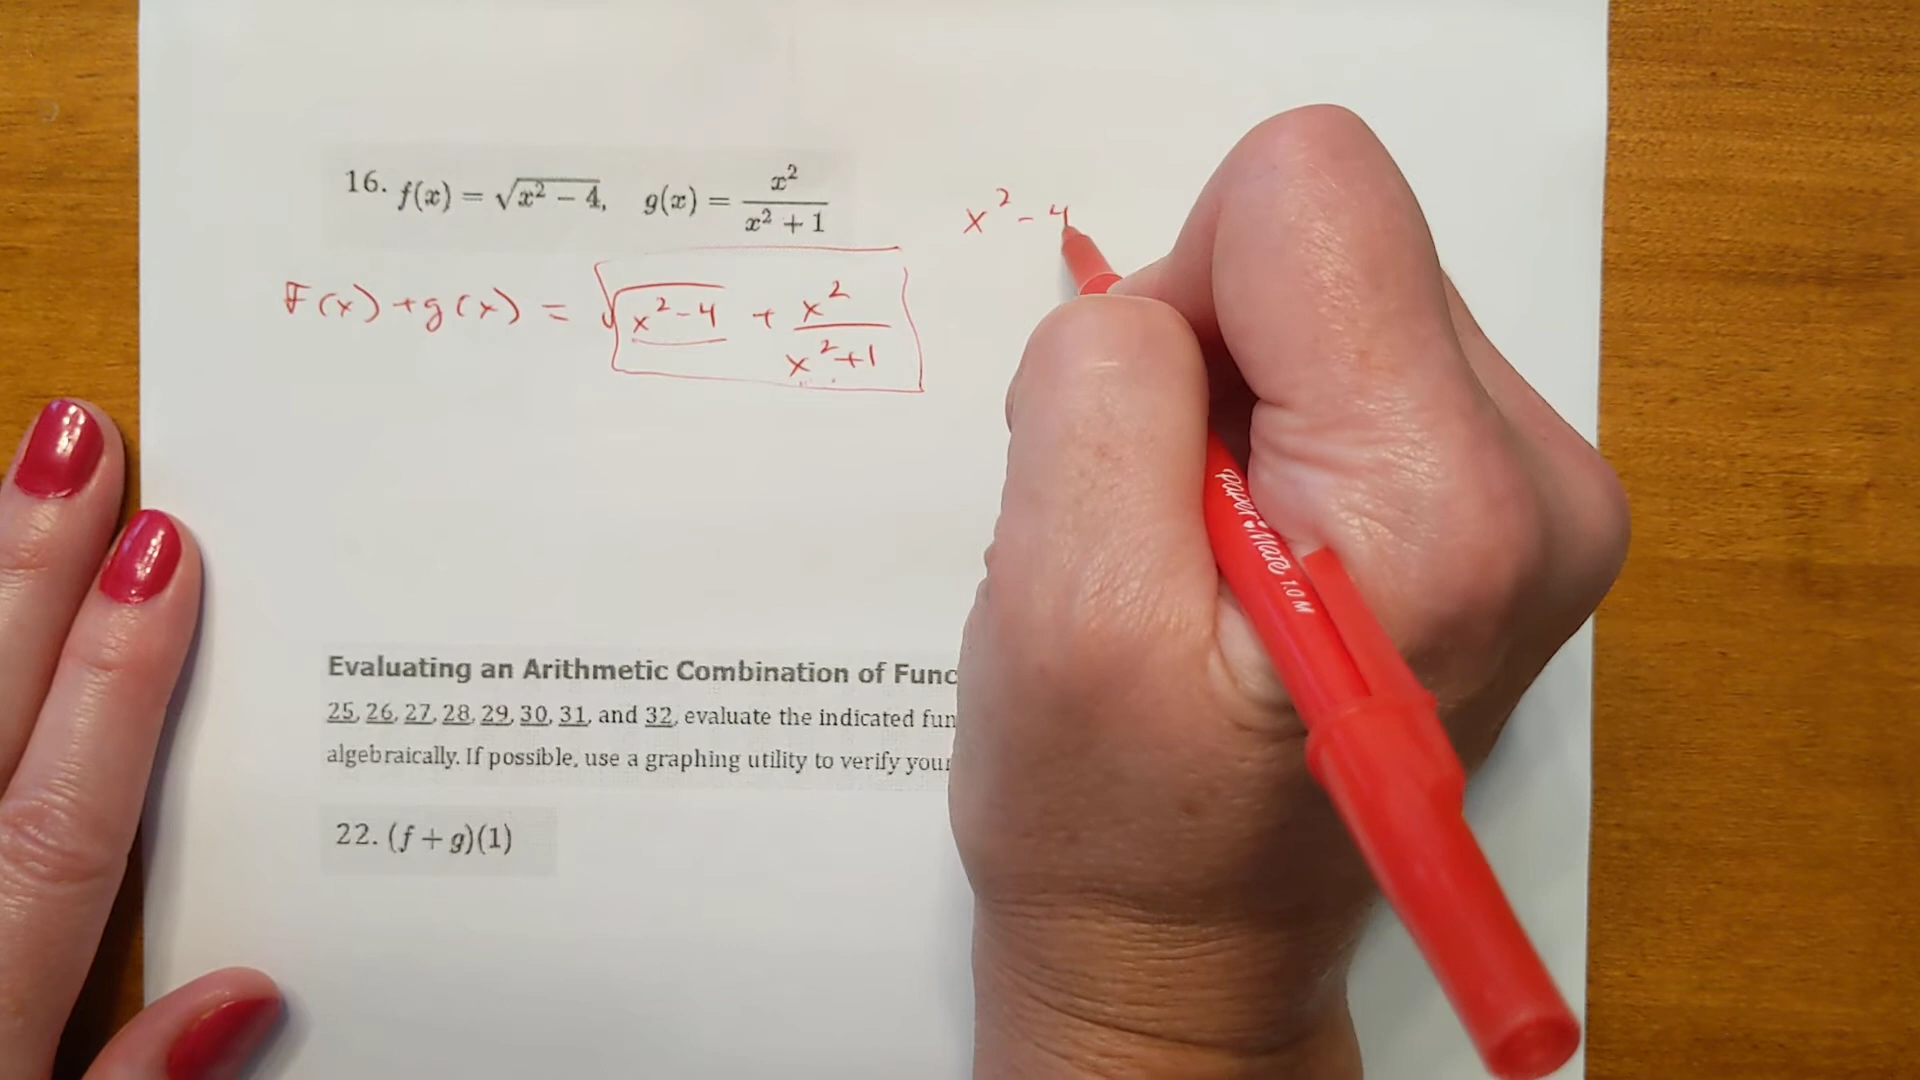 16. f(x) = √x² − 4, g(x) = x² / x² + 1
x² - 4
F(x) + g(x) = √x² - 4 + x² / x² + 1
Paper Mate 1.0 M
Evaluating an Arithmetic Combination of Func
25, 26, 27, 28, 29, 30, 31, and 32, evaluate the indicated fun
algebraically. If possible, use a graphing utility to verify your
22. (f + g)(1)